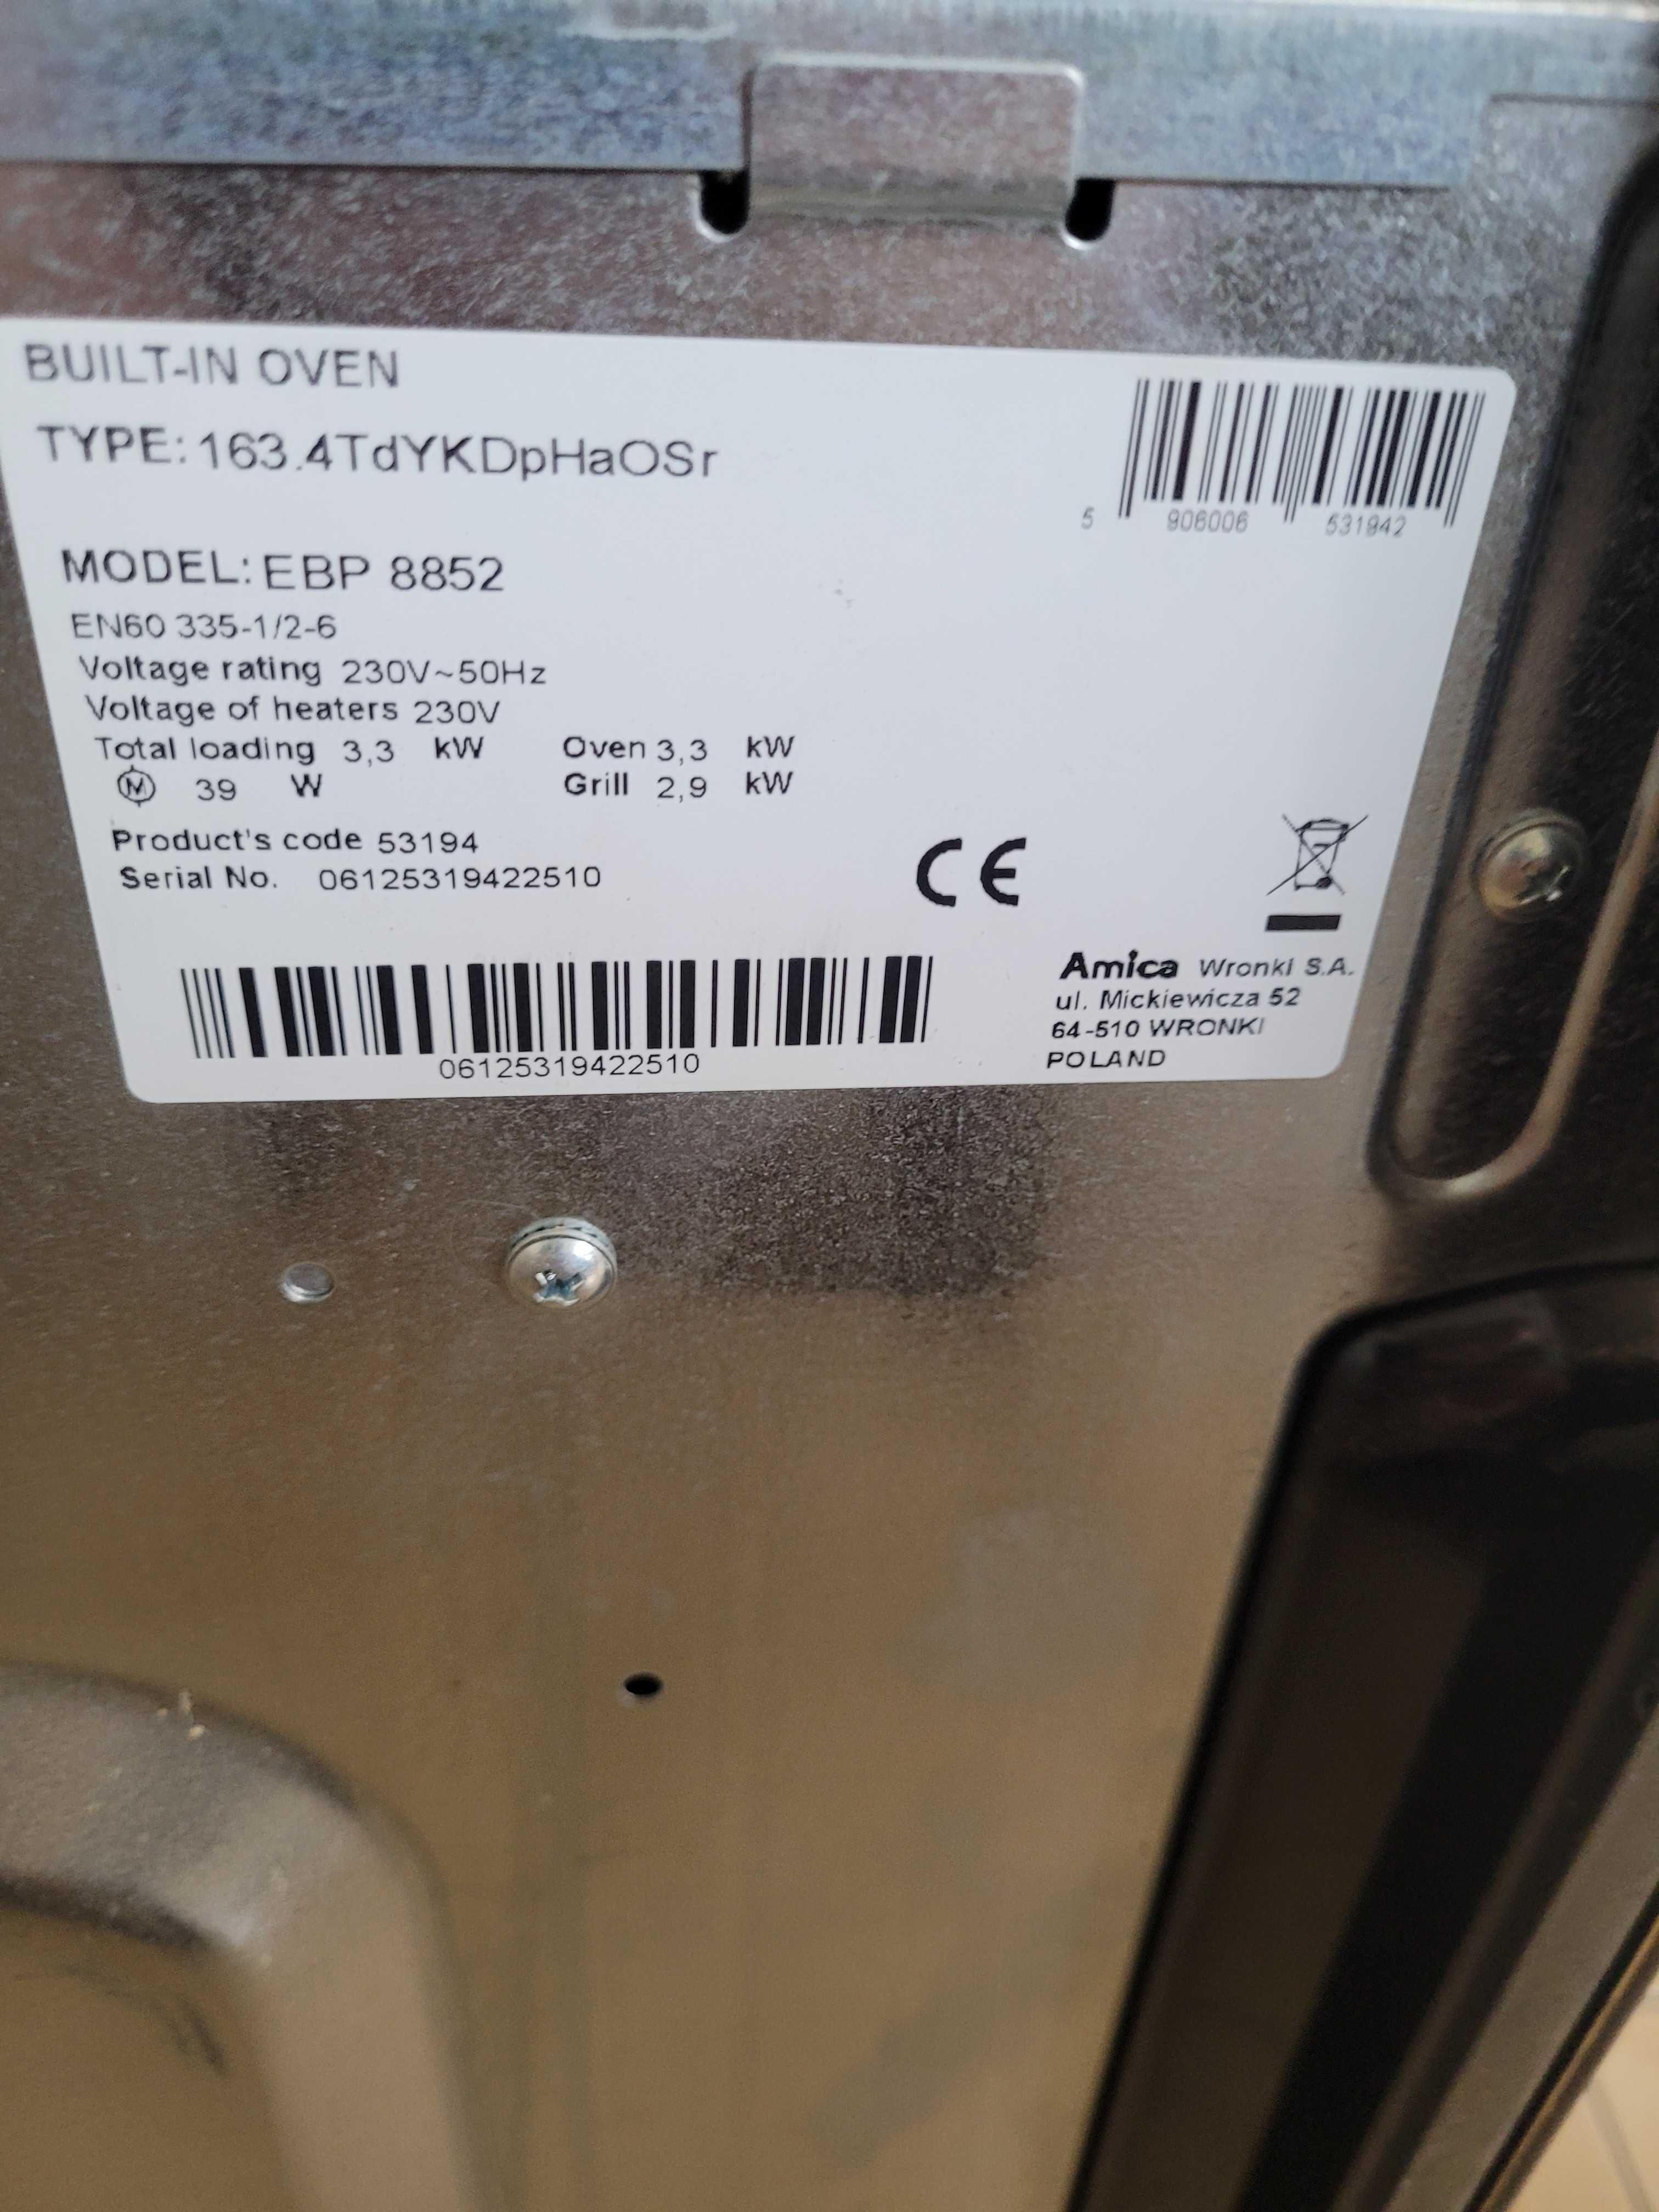 BUILT-IN OVEN
TYPE: 163.4TdYKDpHaOSr
5 906006 531942
MODEL: EBP 8852
EN60 335-1/2-6
Voltage rating 230V~50Hz
Voltage of heaters 230V
Total loading 3,3 kW Oven 3,3 kW
M 39 W Grill 2,9 kW
Product's code 53194
Serial No. 06125319422510
CE
06125319422510
Amica Wronki S.A.
ul. Mickiewicza 52
64-510 WRONKI
POLAND